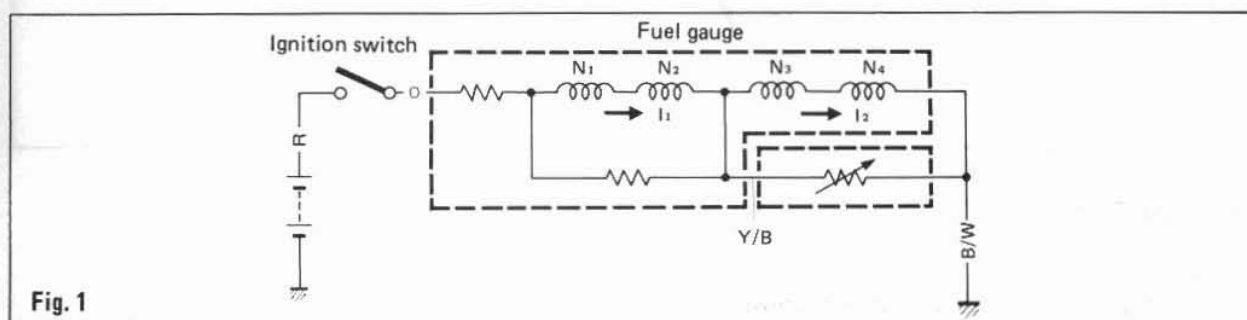 Fuel gauge
Ignition switch
N₁ N₂ N₃ N₄
O
I₁ I₂
R
Y/B
B/W
Fig. 1